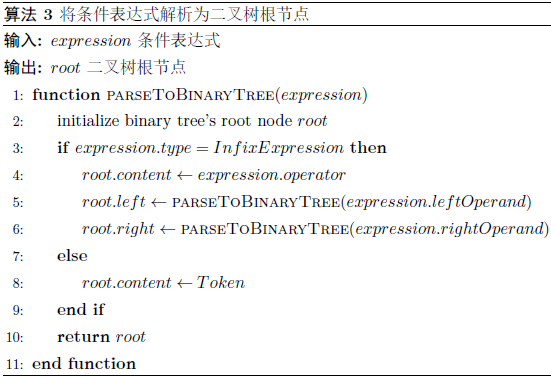 算法 3 将条件表达式解析为二叉树根节点
输入: expression 条件表达式
输出: root 二叉树根节点
1: function PARSETOBINARYTREE(expression)
2: initialize binary tree's root node root
3: if expression.type = InfixExpression then
4: root.content ← expression.operator
5: root.left ← PARSETOBINARYTREE(expression.leftOperand)
6: root.right ← PARSETOBINARYTREE(expression.rightOperand)
7: else
8: root.content ← Token
9: end if
10: return root
11: end function